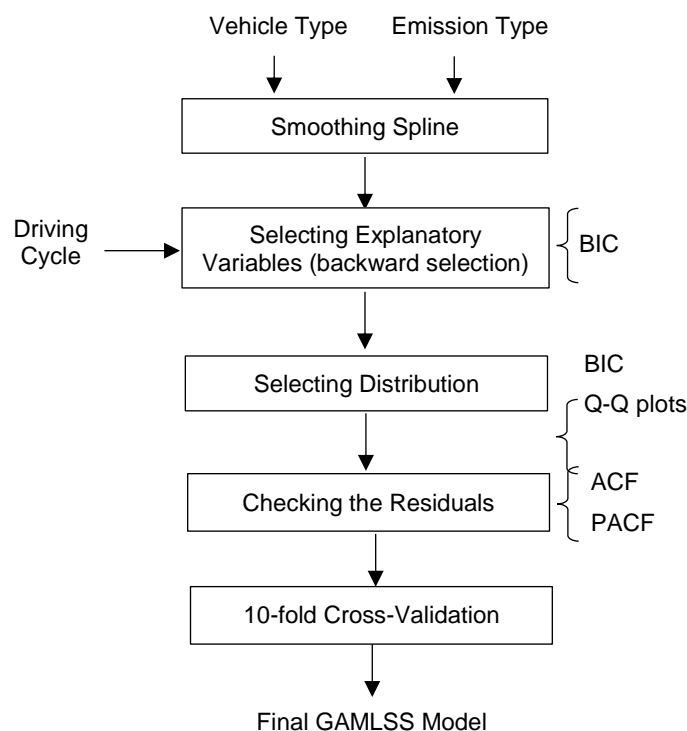 Vehicle Type
Emission Type
Smoothing Spline
Driving
Cycle
Selecting Explanatory
Variables (backward selection)
BIC
Selecting Distribution
BIC
Q-Q plots
Checking the Residuals
ACF
PACF
10-fold Cross-Validation
Final GAMLSS Model